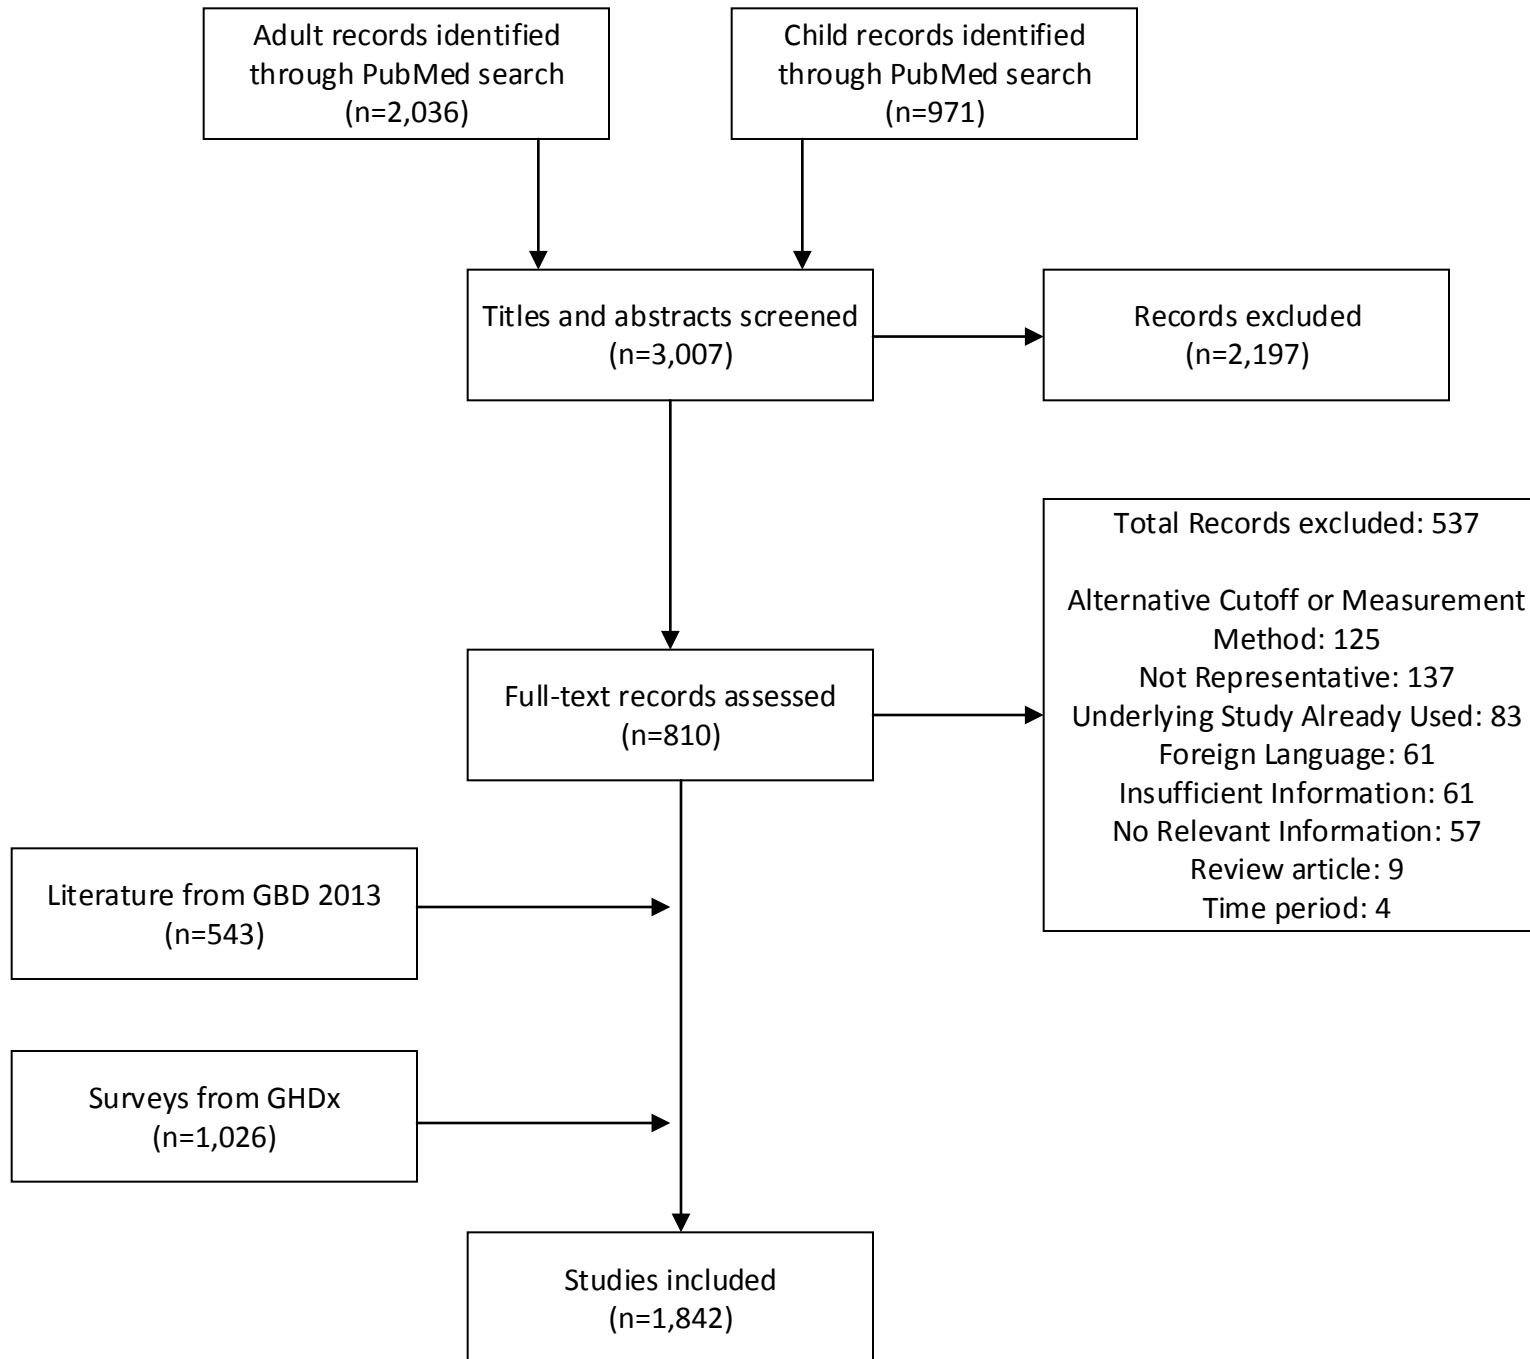 Adult records identified
through PubMed search
(n=2,036)
Child records identified
through PubMed search
(n=971)
Titles and abstracts screened
(n=3,007)
Records excluded
(n=2,197)
Total Records excluded: 537
Alternative Cutoff or Measurement
Method: 125
Not Representative: 137
Underlying Study Already Used: 83
Foreign Language: 61
Insufficient Information: 61
No Relevant Information: 57
Review article: 9
Time period: 4
Full-text records assessed
(n=810)
Literature from GBD 2013
(n=543)
Surveys from GHDx
(n=1,026)
Studies included
(n=1,842)